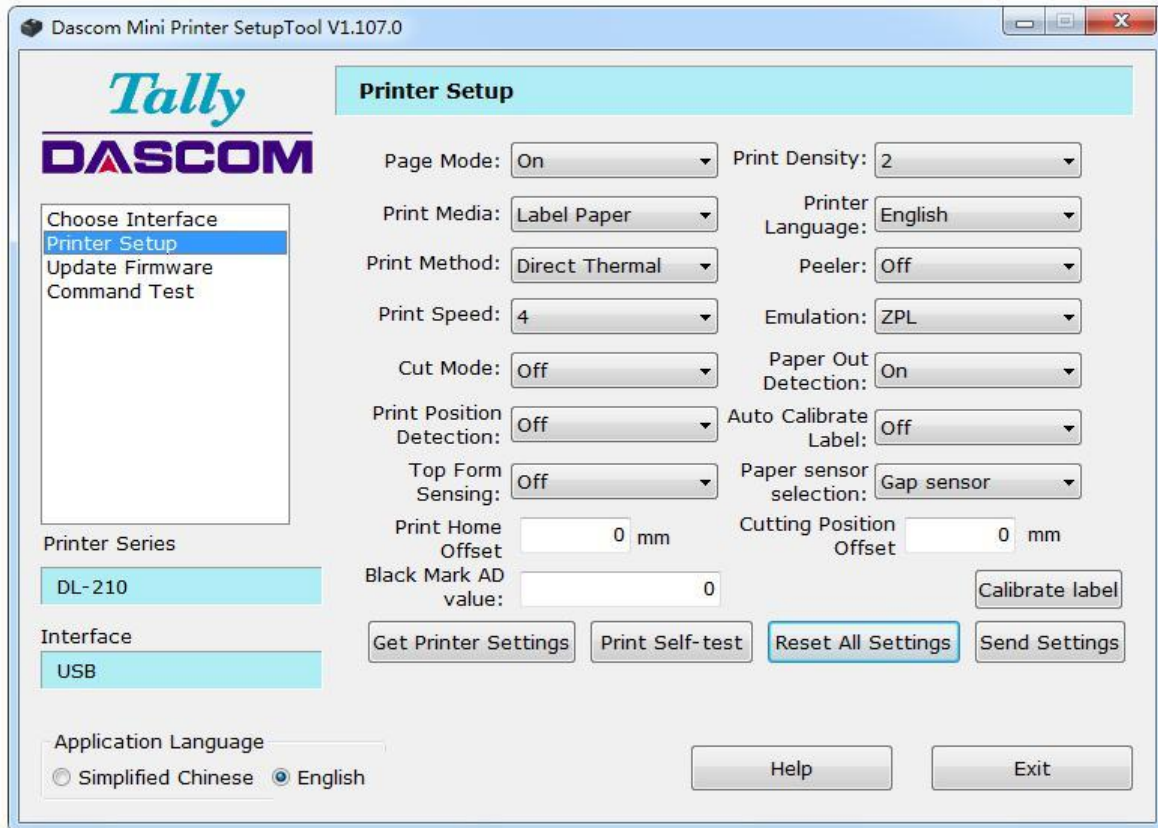 Dascom Mini Printer SetupTool V1.107.0
Tally
DASCOM
Choose Interface
Printer Setup
Update Firmware
Command Test
Printer Series
DL-210
Interface
USB
Application Language
Simplified Chinese
English
Printer Setup
Page Mode: On
Print Density: 2
Print Media: Label Paper
Printer
Language: English
Print Method: Direct Thermal
Peeler: Off
Print Speed: 4
Emulation: ZPL
Cut Mode: Off
Paper Out
Detection: On
Print Position
Detection: Off
Auto Calibrate
Label: Off
Top Form
Sensing: Off
Paper sensor
selection: Gap sensor
Print Home
Offset 0 mm
Cutting Position
Offset 0 mm
Black Mark AD
value: 0
Calibrate label
Get Printer Settings
Print Self-test
Reset All Settings
Send Settings
Help
Exit